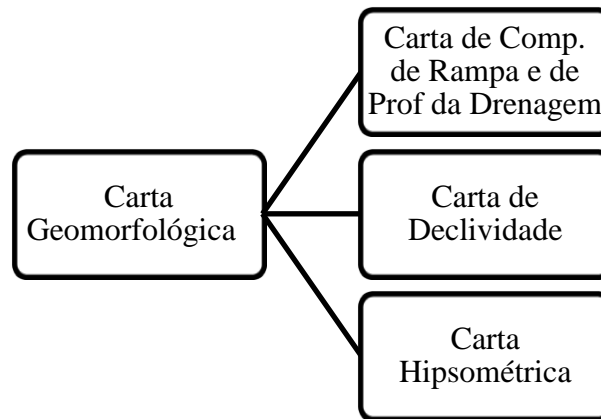 Carta de Comp.
de Rampa e de
Prof da Drenagem
Carta
Geomorfológica
Carta de
Declividade
Carta
Hipsométrica